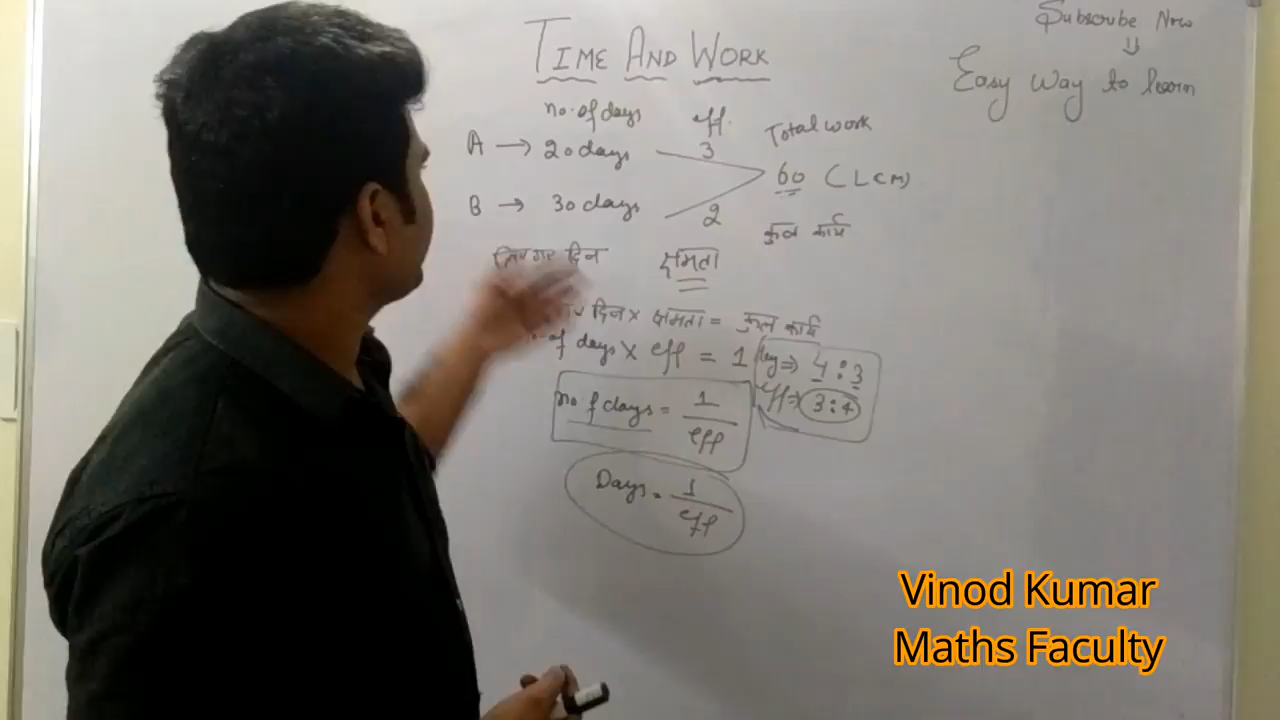 Subscribe Now
⇓
Easy Way to learn
TIME AND WORK
no. of days eff.
Total work
A → 20 days 3
60 (LCM)
B → 30 days 2
कुल कार्य
दिन क्षमता
दिन × क्षमता = कुल कार्य
of days × eff = 1
⇒ 4:3
eff ⇒ 3:4
no of days = 1/eff
Days = 1/eff
Vinod Kumar
Maths Faculty